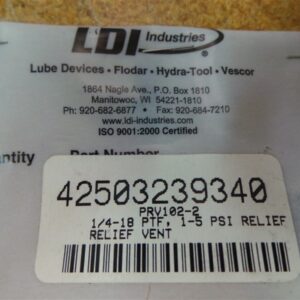 LDI Industries
Lube Devices • Flodar • Hydra-Tool • Vescor
1864 Nagle Ave., P.O. Box 1810
Manitowoc, WI 54221-1810
Ph: 920-682-6877 • Fax: 920-684-7210
www.ldi-industries.com
ISO 9001:2000 Certified
antity Part Number
42503239340
PRV102-2
1/4-18 PTF, 1-5 PSI RELIEF
RELIEF VENT